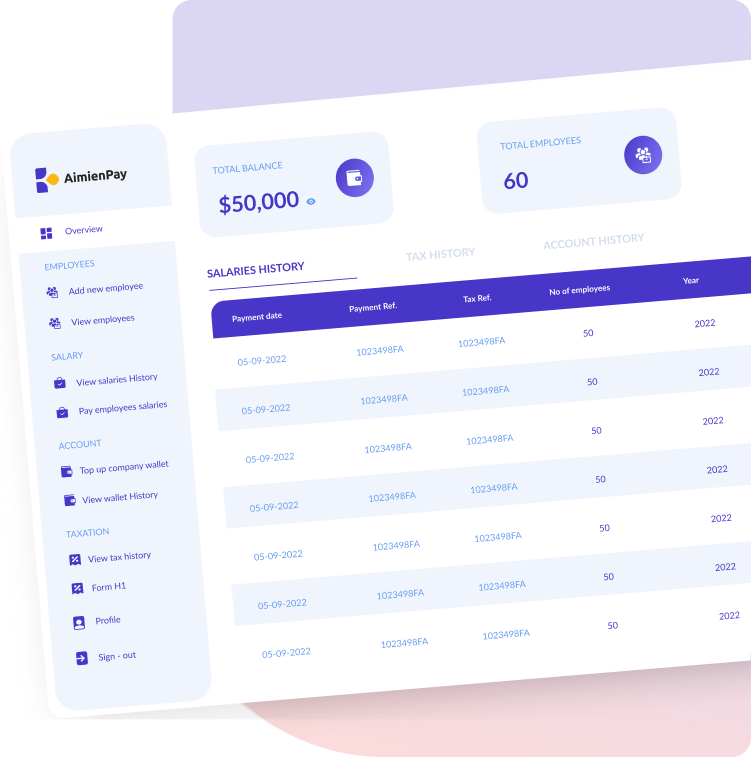 AimienPay
Overview
EMPLOYEES
Add new employee
View employees
SALARY
View salaries History
Pay employees salaries
ACCOUNT
Top up company wallet
View wallet History
TAXATION
View tax history
Form H1
Profile
Sign - out
TOTAL BALANCE
$50,000
TOTAL EMPLOYEES
60
SALARIES HISTORY TAX HISTORY ACCOUNT HISTORY
Payment date Payment Ref. Tax Ref. No of employees Year
05-09-2022 1023498FA 1023498FA 50 2022
05-09-2022 1023498FA 1023498FA 50 2022
05-09-2022 1023498FA 1023498FA 50 2022
05-09-2022 1023498FA 1023498FA 50 2022
05-09-2022 1023498FA 1023498FA 50 2022
05-09-2022 1023498FA 1023498FA 50 2022
05-09-2022 1023498FA 1023498FA 50 2022